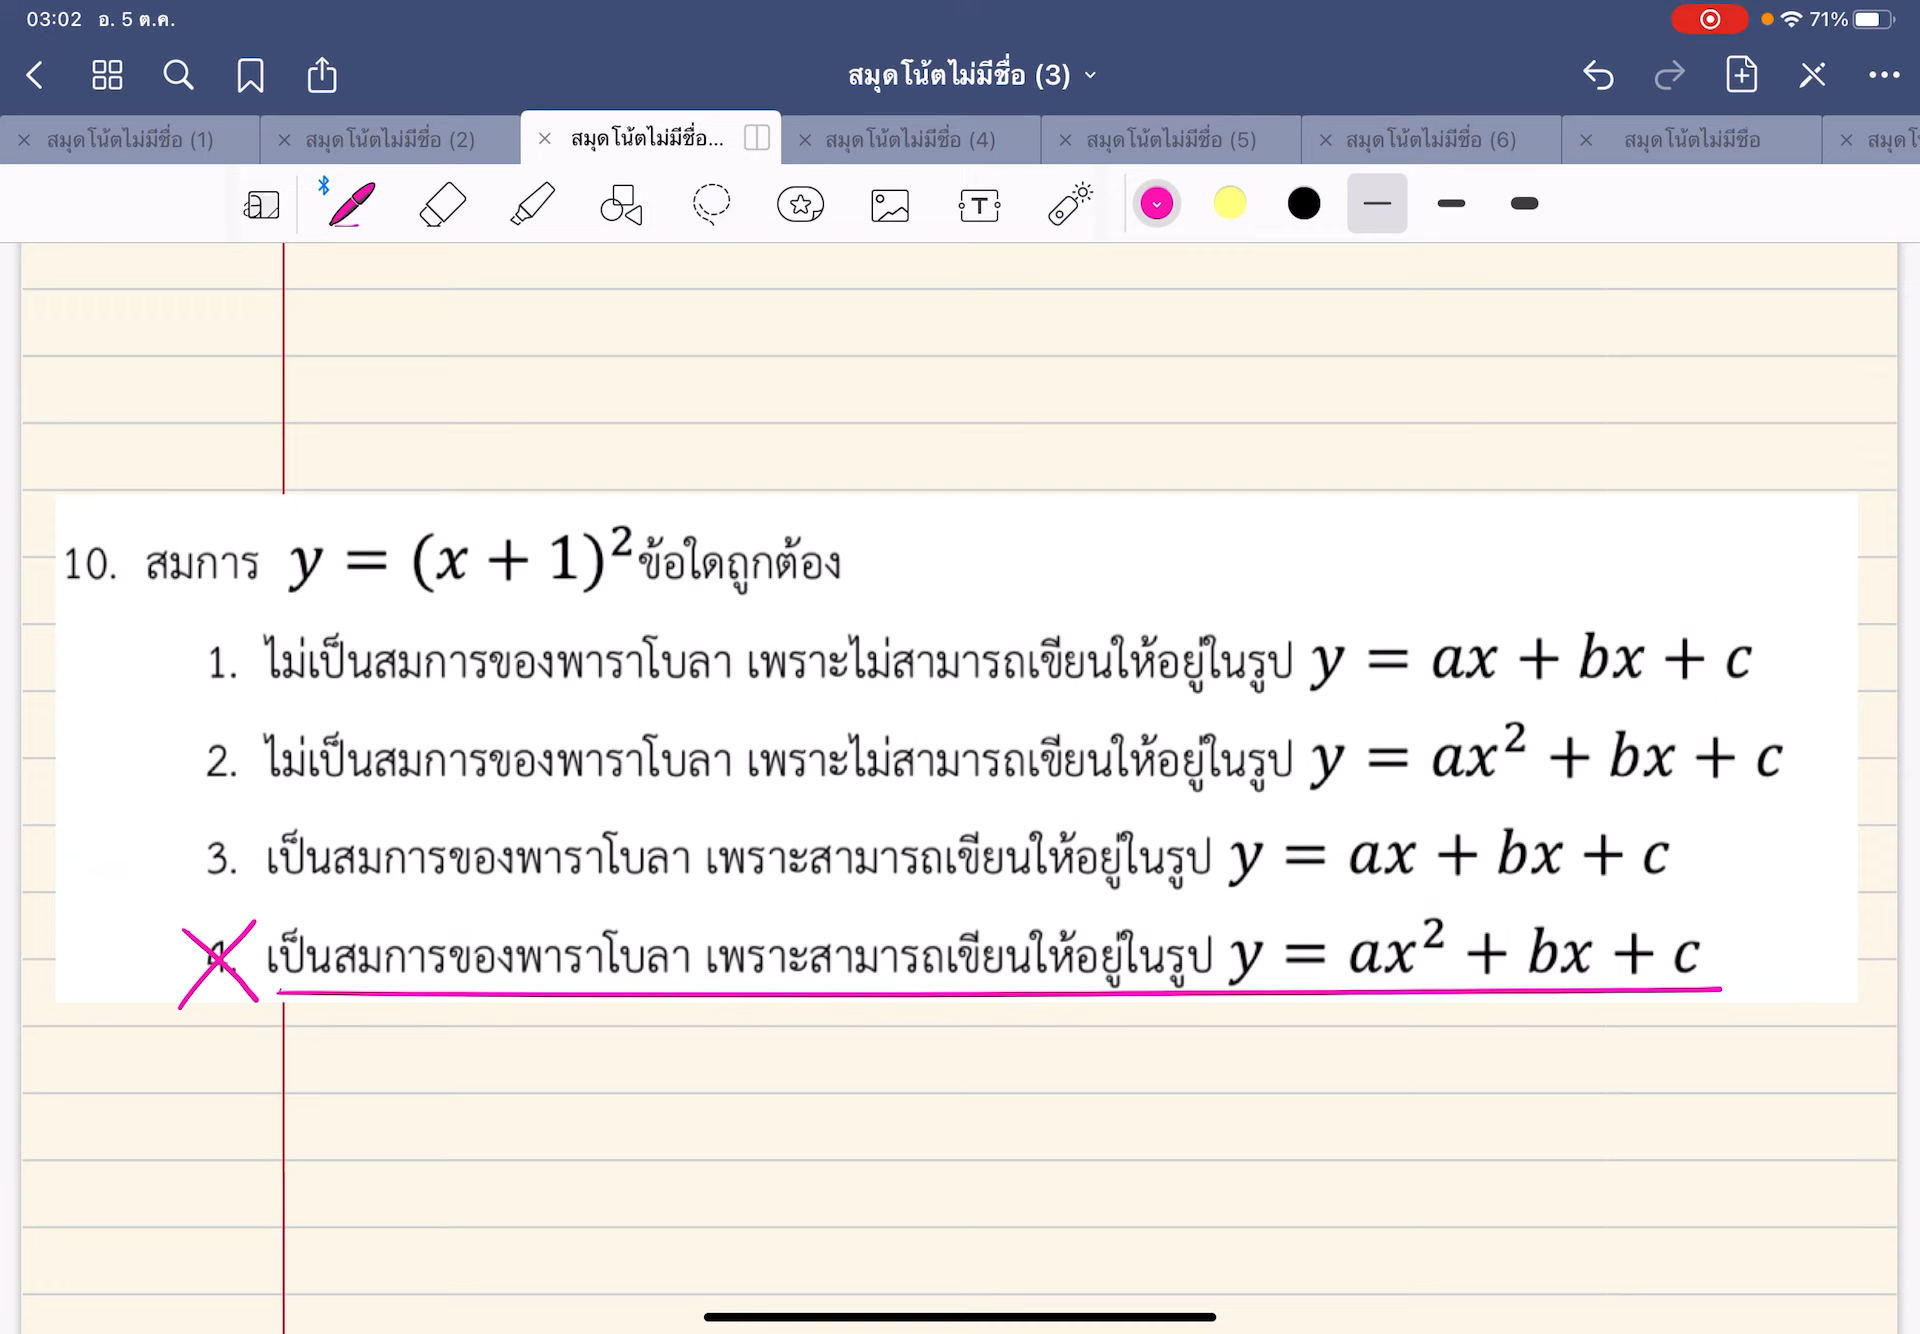 03:02 อ. 5 ต.ค. 71%
สมุดโน้ตไม่มีชื่อ (3)
สมุดโน้ตไม่มีชื่อ (1) สมุดโน้ตไม่มีชื่อ (2) สมุดโน้ตไม่มีชื่อ... สมุดโน้ตไม่มีชื่อ (4) สมุดโน้ตไม่มีชื่อ (5) สมุดโน้ตไม่มีชื่อ (6) สมุดโน้ตไม่มีชื่อ
10. สมการ y = (x + 1)² ข้อใดถูกต้อง
1. ไม่เป็นสมการของพาราโบลา เพราะไม่สามารถเขียนให้อยู่ในรูป y = ax + bx + c
2. ไม่เป็นสมการของพาราโบลา เพราะไม่สามารถเขียนให้อยู่ในรูป y = ax² + bx + c
3. เป็นสมการของพาราโบลา เพราะสามารถเขียนให้อยู่ในรูป y = ax + bx + c
4. เป็นสมการของพาราโบลา เพราะสามารถเขียนให้อยู่ในรูป y = ax² + bx + c